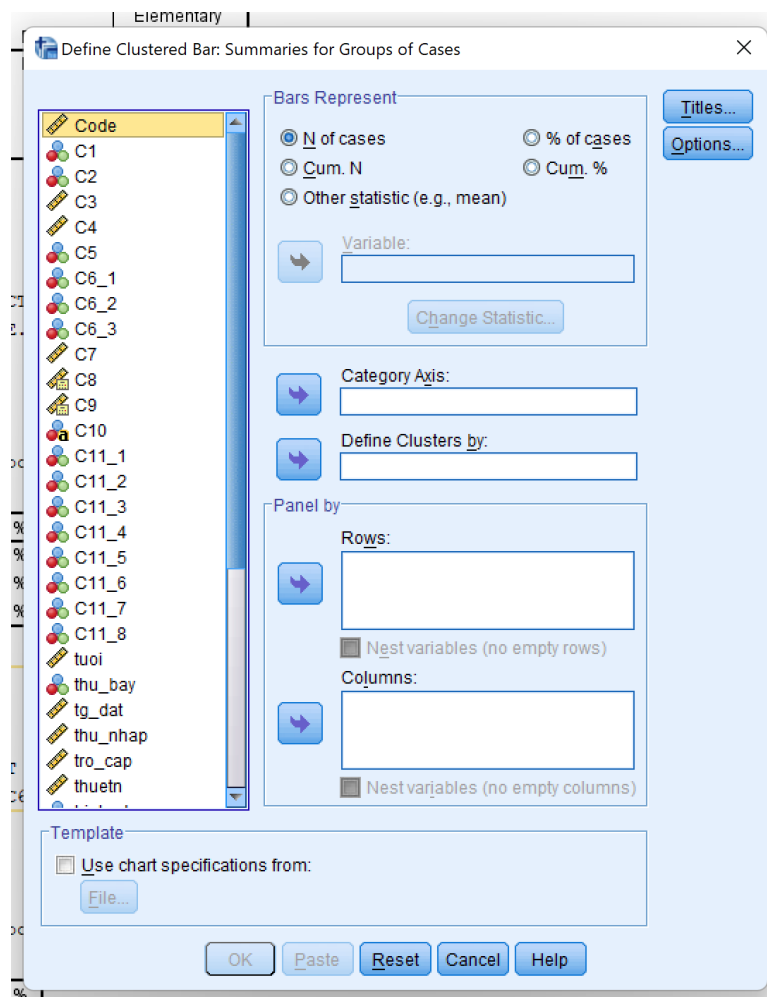 Elementary
Define Clustered Bar: Summaries for Groups of Cases
Code
C1
C2
C3
C4
C5
C6_1
C6_2
C6_3
C7
C8
C9
C10
C11_1
C11_2
C11_3
C11_4
C11_5
C11_6
C11_7
C11_8
tuoi
thu_bay
tg_dat
thu_nhap
tro_cap
thuetn
Bars Represent
N of cases
% of cases
Cum. N
Cum. %
Other statistic (e.g., mean)
Variable:
Change Statistic...
Category Axis:
Define Clusters by:
Panel by
Rows:
Nest variables (no empty rows)
Columns:
Nest variables (no empty columns)
Titles...
Options...
Template
Use chart specifications from:
File...
OK
Paste
Reset
Cancel
Help
%
%
%
%
%